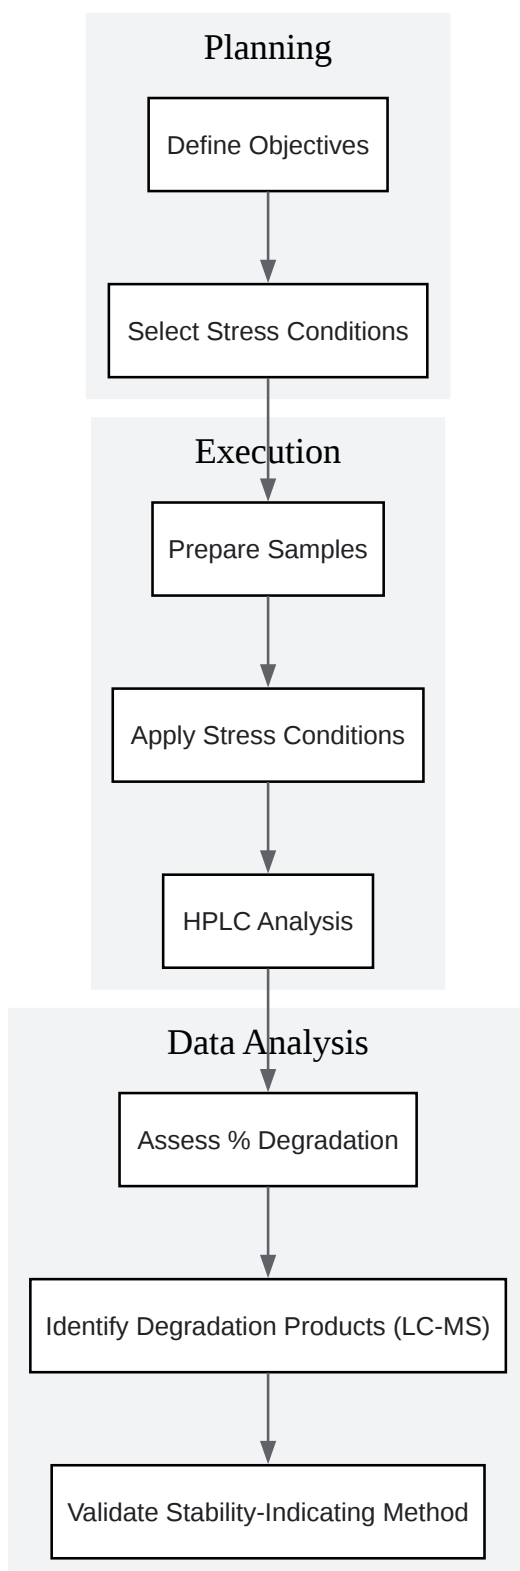 Planning
Define Objectives
Select Stress Conditions
Execution
Prepare Samples
Apply Stress Conditions
HPLC Analysis
Data Analysis
Assess % Degradation
Identify Degradation Products (LC-MS)
Validate Stability-Indicating Method